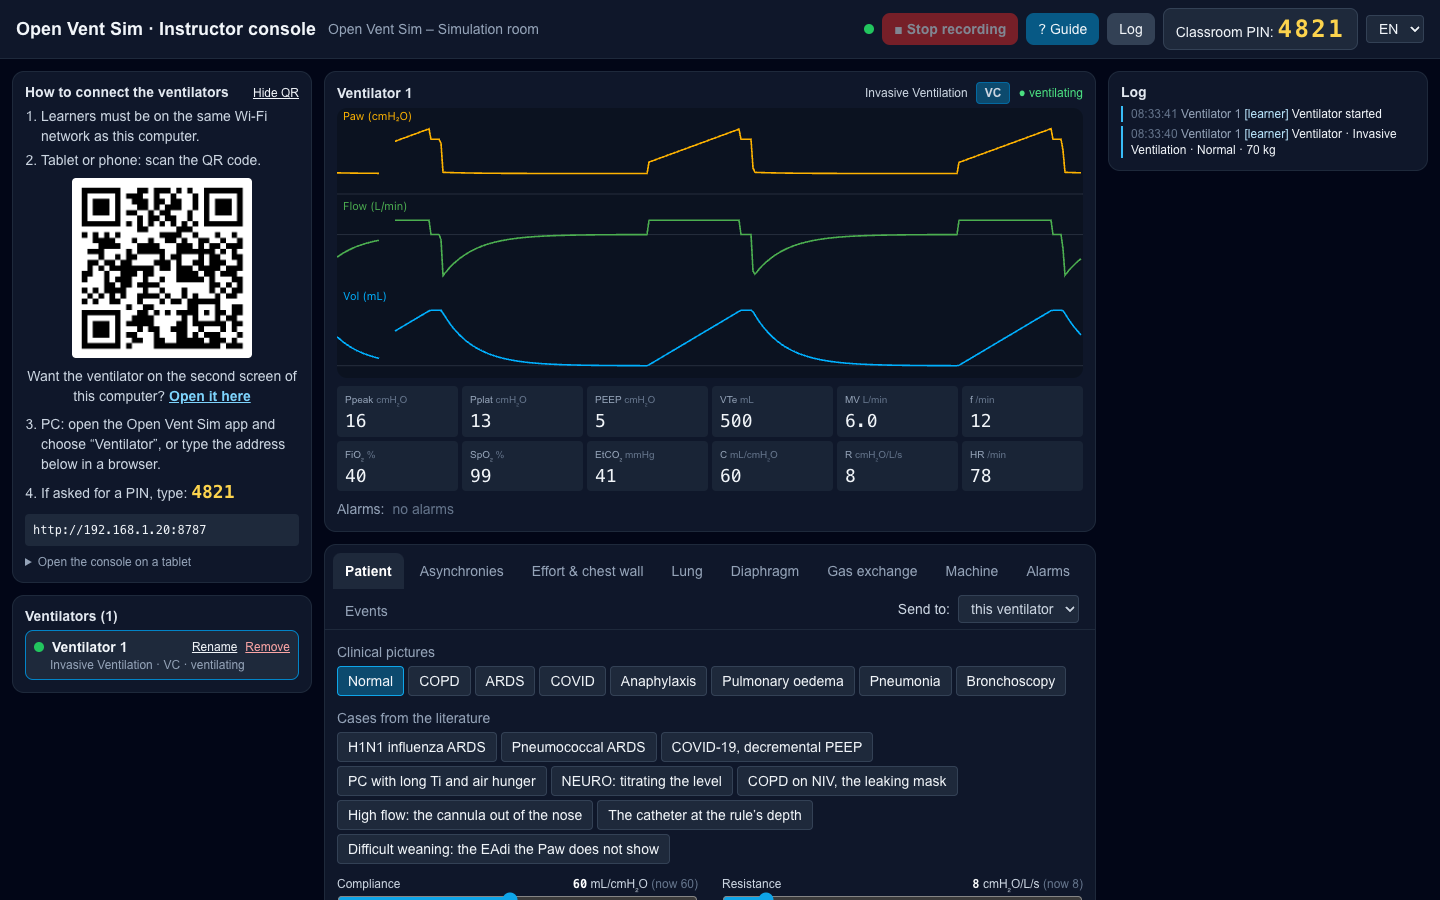 Open Vent Sim · Instructor console
Open Vent Sim – Simulation room
■ Stop recording
? Guide
Log
Classroom PIN: 4821
EN
How to connect the ventilators
Hide QR
1. Learners must be on the same Wi-Fi
network as this computer.
2. Tablet or phone: scan the QR code.
Want the ventilator on the second screen of
this computer? Open it here
3. PC: open the Open Vent Sim app and
choose “Ventilator”, or type the address
below in a browser.
4. If asked for a PIN, type: 4821
http://192.168.1.20:8787
▶ Open the console on a tablet
Ventilators (1)
Ventilator 1
Rename
Remove
Invasive Ventilation · VC · ventilating
Ventilator 1
Invasive Ventilation
VC
● ventilating
Paw (cmH₂O)
Flow (L/min)
Vol (mL)
Ppeak cmH₂O
16
Pplat cmH₂O
13
PEEP cmH₂O
5
VTe mL
500
MV L/min
6.0
f /min
12
FiO₂ %
40
SpO₂ %
99
EtCO₂ mmHg
41
C mL/cmH₂O
60
R cmH₂O/L/s
8
HR /min
78
Alarms: no alarms
Patient
Asynchronies
Effort & chest wall
Lung
Diaphragm
Gas exchange
Machine
Alarms
Events
Send to: this ventilator
Clinical pictures
Normal
COPD
ARDS
COVID
Anaphylaxis
Pulmonary oedema
Pneumonia
Bronchoscopy
Cases from the literature
H1N1 influenza ARDS
Pneumococcal ARDS
COVID-19, decremental PEEP
PC with long Ti and air hunger
NEURO: titrating the level
COPD on NIV, the leaking mask
High flow: the cannula out of the nose
The catheter at the rule’s depth
Difficult weaning: the EAdi the Paw does not show
Compliance
60 mL/cmH₂O (now 60)
Resistance
8 cmH₂O/L/s (now 8)
Log
08:33:41 Ventilator 1 [learner] Ventilator started
08:33:40 Ventilator 1 [learner] Ventilator · Invasive
Ventilation · Normal · 70 kg